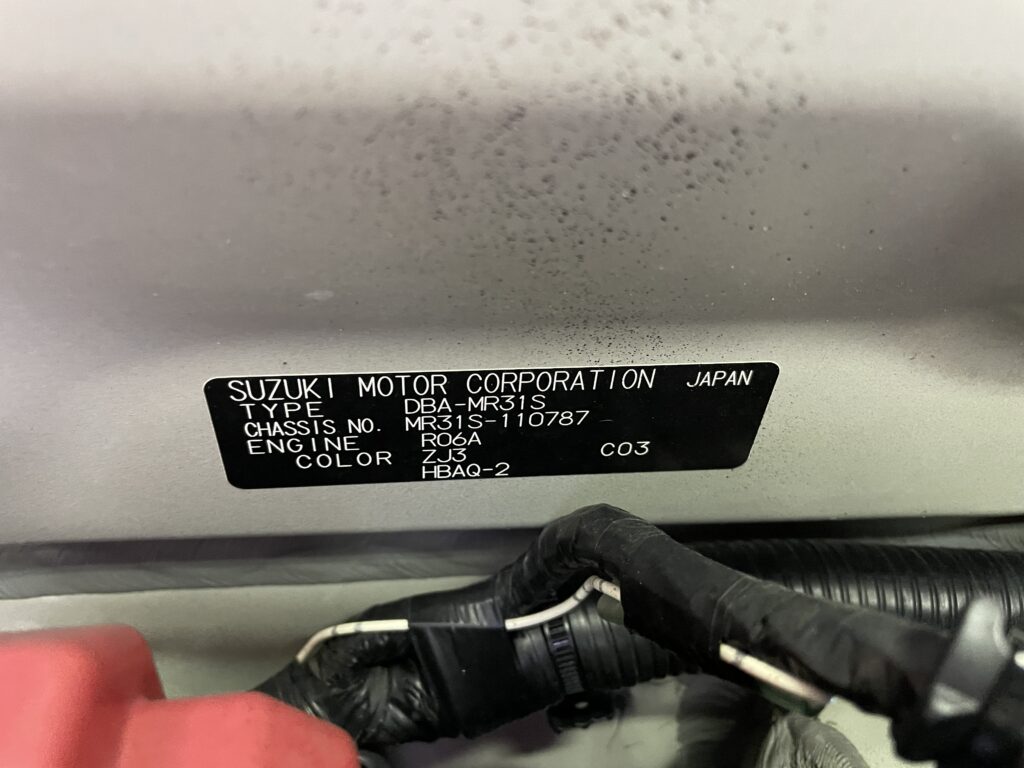 SUZUKI MOTOR CORPORATION JAPAN
TYPE DBA-MR31S
CHASSIS NO. MR31S-110787
ENGINE R06A
COLOR ZJ3 C03
HBAQ-2